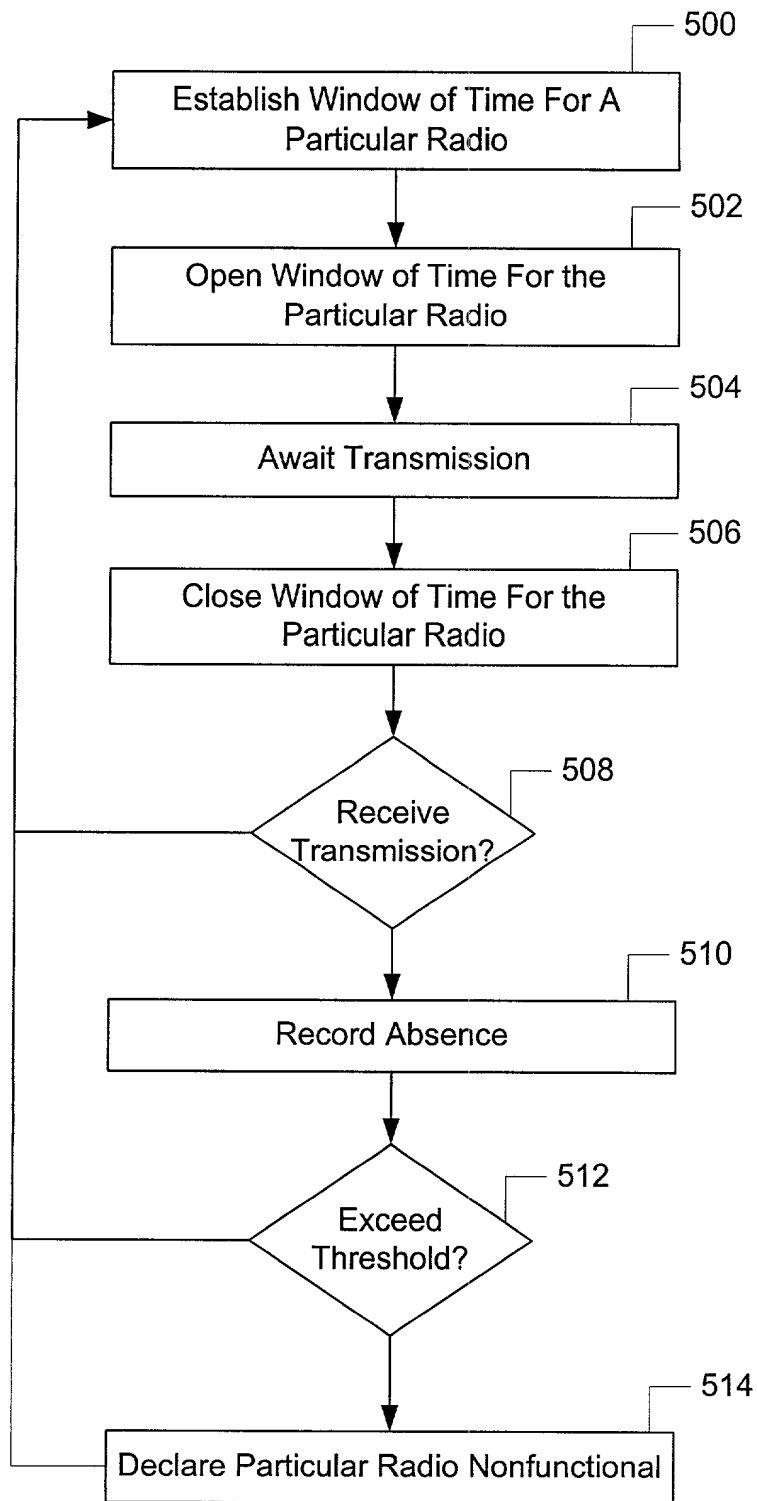 500
Establish Window of Time For A
Particular Radio
502
Open Window of Time For the
Particular Radio
504
Await Transmission
506
Close Window of Time For the
Particular Radio
508
Receive
Transmission?
510
Record Absence
512
Exceed
Threshold?
514
Declare Particular Radio Nonfunctional